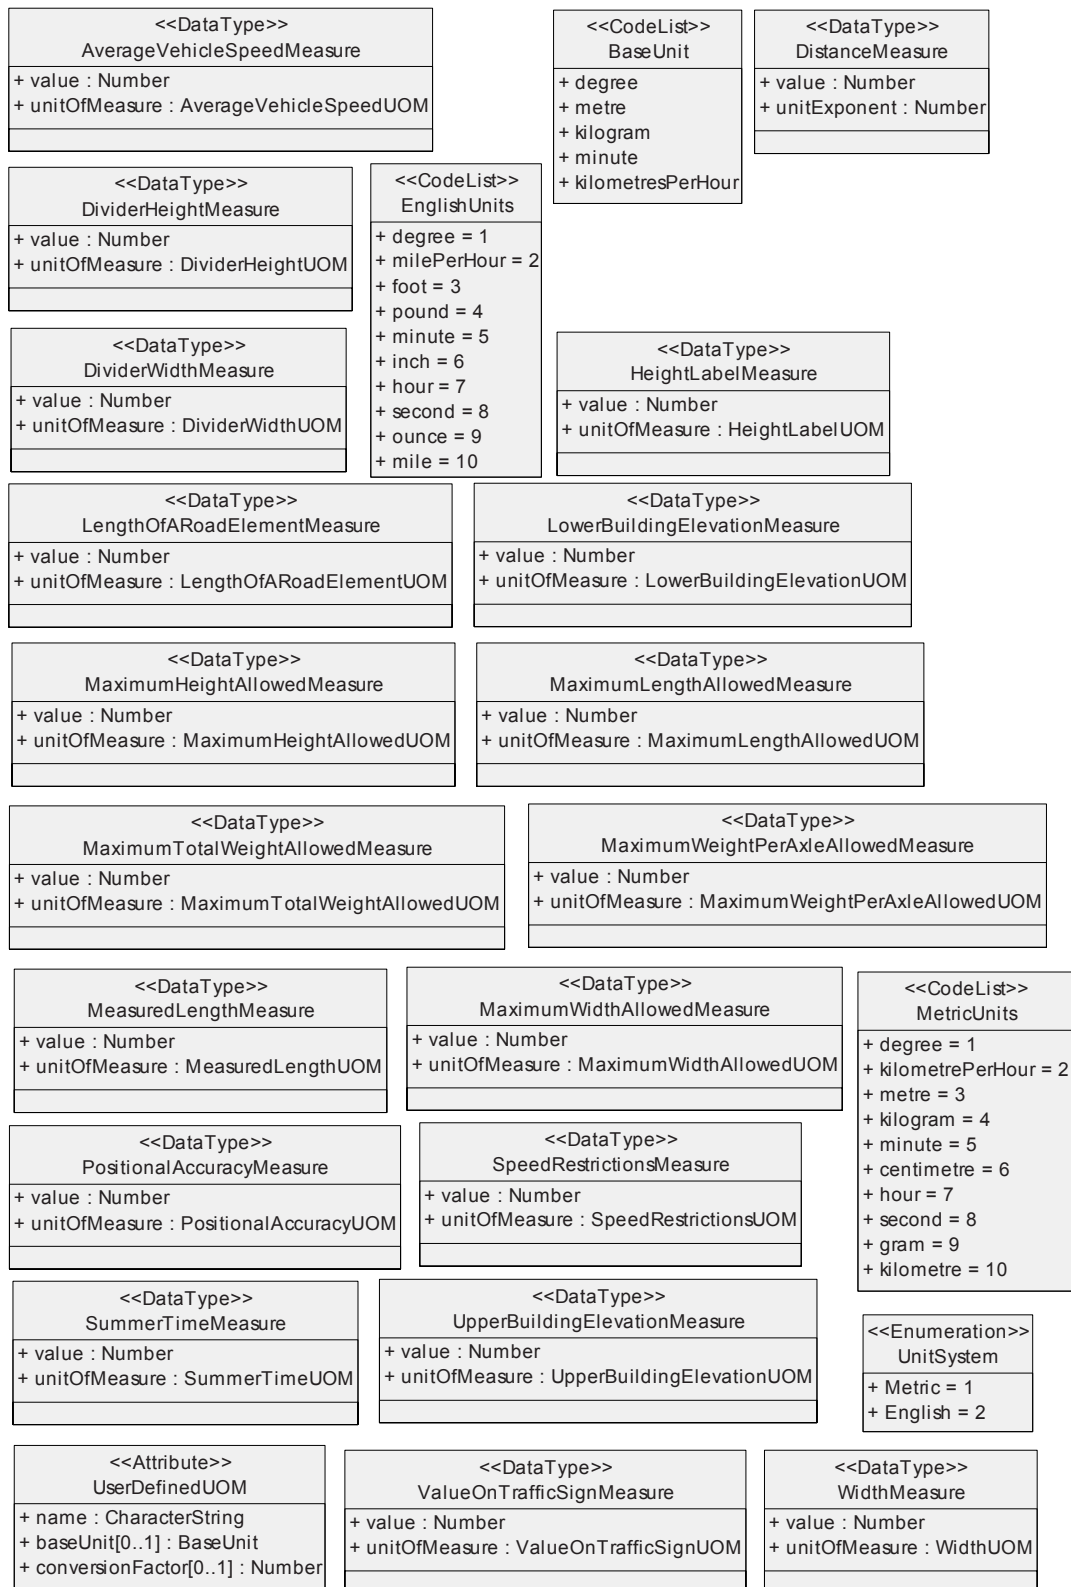 <<DataType>>
AverageVehicleSpeedMeasure
+ value : Number
+ unitOfMeasure : AverageVehicleSpeedUOM
<<CodeList>>
BaseUnit
+ degree
+ metre
+ kilogram
+ minute
+ kilometresPerHour
<<DataType>>
DistanceMeasure
+ value : Number
+ unitExponent : Number
<<DataType>>
DividerHeightMeasure
+ value : Number
+ unitOfMeasure : DividerHeightUOM
<<CodeList>>
EnglishUnits
+ degree = 1
+ milePerHour = 2
+ foot = 3
+ pound = 4
+ minute = 5
+ inch = 6
+ hour = 7
+ second = 8
+ ounce = 9
+ mile = 10
<<DataType>>
DividerWidthMeasure
+ value : Number
+ unitOfMeasure : DividerWidthUOM
<<DataType>>
HeightLabelMeasure
+ value : Number
+ unitOfMeasure : HeightLabelUOM
<<DataType>>
LengthOfARoadElementMeasure
+ value : Number
+ unitOfMeasure : LengthOfARoadElementUOM
<<DataType>>
LowerBuildingElevationMeasure
+ value : Number
+ unitOfMeasure : LowerBuildingElevationUOM
<<DataType>>
MaximumHeightAllowedMeasure
+ value : Number
+ unitOfMeasure : MaximumHeightAllowedUOM
<<DataType>>
MaximumLengthAllowedMeasure
+ value : Number
+ unitOfMeasure : MaximumLengthAllowedUOM
<<DataType>>
MaximumTotalWeightAllowedMeasure
+ value : Number
+ unitOfMeasure : MaximumTotalWeightAllowedUOM
<<DataType>>
MaximumWeightPerAxleAllowedMeasure
+ value : Number
+ unitOfMeasure : MaximumWeightPerAxleAllowedUOM
<<DataType>>
MeasuredLengthMeasure
+ value : Number
+ unitOfMeasure : MeasuredLengthUOM
<<DataType>>
MaximumWidthAllowedMeasure
+ value : Number
+ unitOfMeasure : MaximumWidthAllowedUOM
<<CodeList>>
MetricUnits
+ degree = 1
+ kilometrePerHour = 2
+ metre = 3
+ kilogram = 4
+ minute = 5
+ centimetre = 6
+ hour = 7
+ second = 8
+ gram = 9
+ kilometre = 10
<<DataType>>
PositionalAccuracyMeasure
+ value : Number
+ unitOfMeasure : PositionalAccuracyUOM
<<DataType>>
SpeedRestrictionsMeasure
+ value : Number
+ unitOfMeasure : SpeedRestrictionsUOM
<<DataType>>
SummerTimeMeasure
+ value : Number
+ unitOfMeasure : SummerTimeUOM
<<DataType>>
UpperBuildingElevationMeasure
+ value : Number
+ unitOfMeasure : UpperBuildingElevationUOM
<<Enumeration>>
UnitSystem
+ Metric = 1
+ English = 2
<<Attribute>>
UserDefinedUOM
+ name : CharacterString
+ baseUnit[0..1] : BaseUnit
+ conversionFactor[0..1] : Number
<<DataType>>
ValueOnTrafficSignMeasure
+ value : Number
+ unitOfMeasure : ValueOnTrafficSignUOM
<<DataType>>
WidthMeasure
+ value : Number
+ unitOfMeasure : WidthUOM